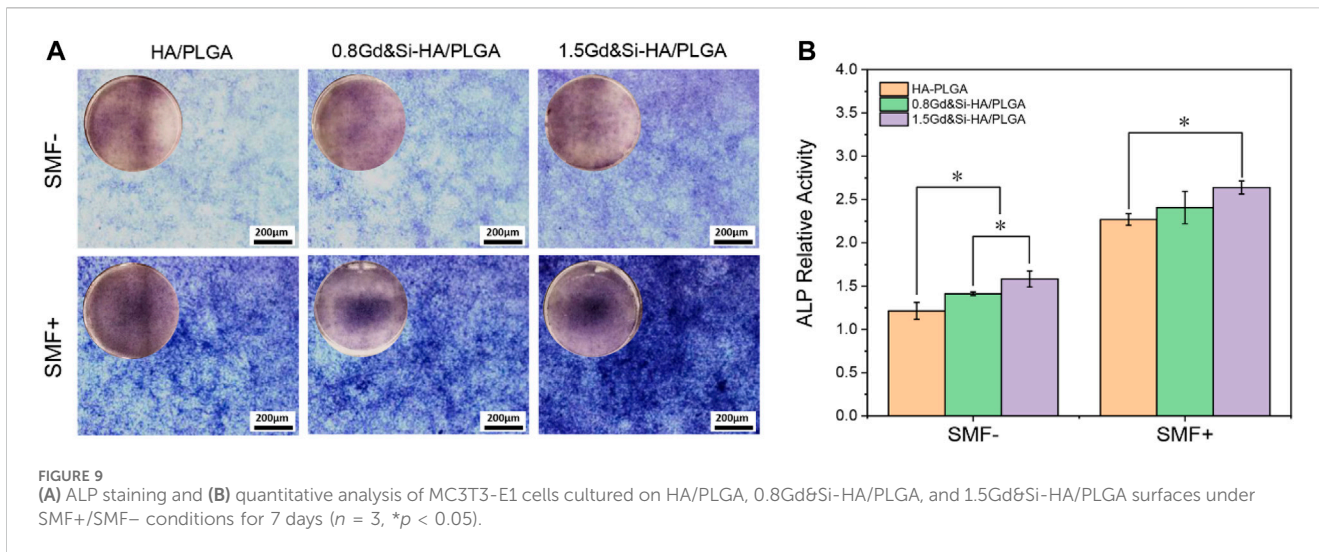 A
HA/PLGA
0.8Gd&Si-HA/PLGA
1.5Gd&Si-HA/PLGA
SMF-
200μm
200μm
200μm
SMF+
200μm
200μm
200μm
B
4.0
3.5
3.0
2.5
2.0
1.5
1.0
0.5
0.0
ALP Relative Activity
HA-PLGA
0.8Gd&Si-HA/PLGA
1.5Gd&Si-HA/PLGA
*
*
*
SMF-
SMF+
FIGURE 9
(A) ALP staining and (B) quantitative analysis of MC3T3-E1 cells cultured on HA/PLGA, 0.8Gd&Si-HA/PLGA, and 1.5Gd&Si-HA/PLGA surfaces under
SMF+/SMF− conditions for 7 days (n = 3, *p < 0.05).